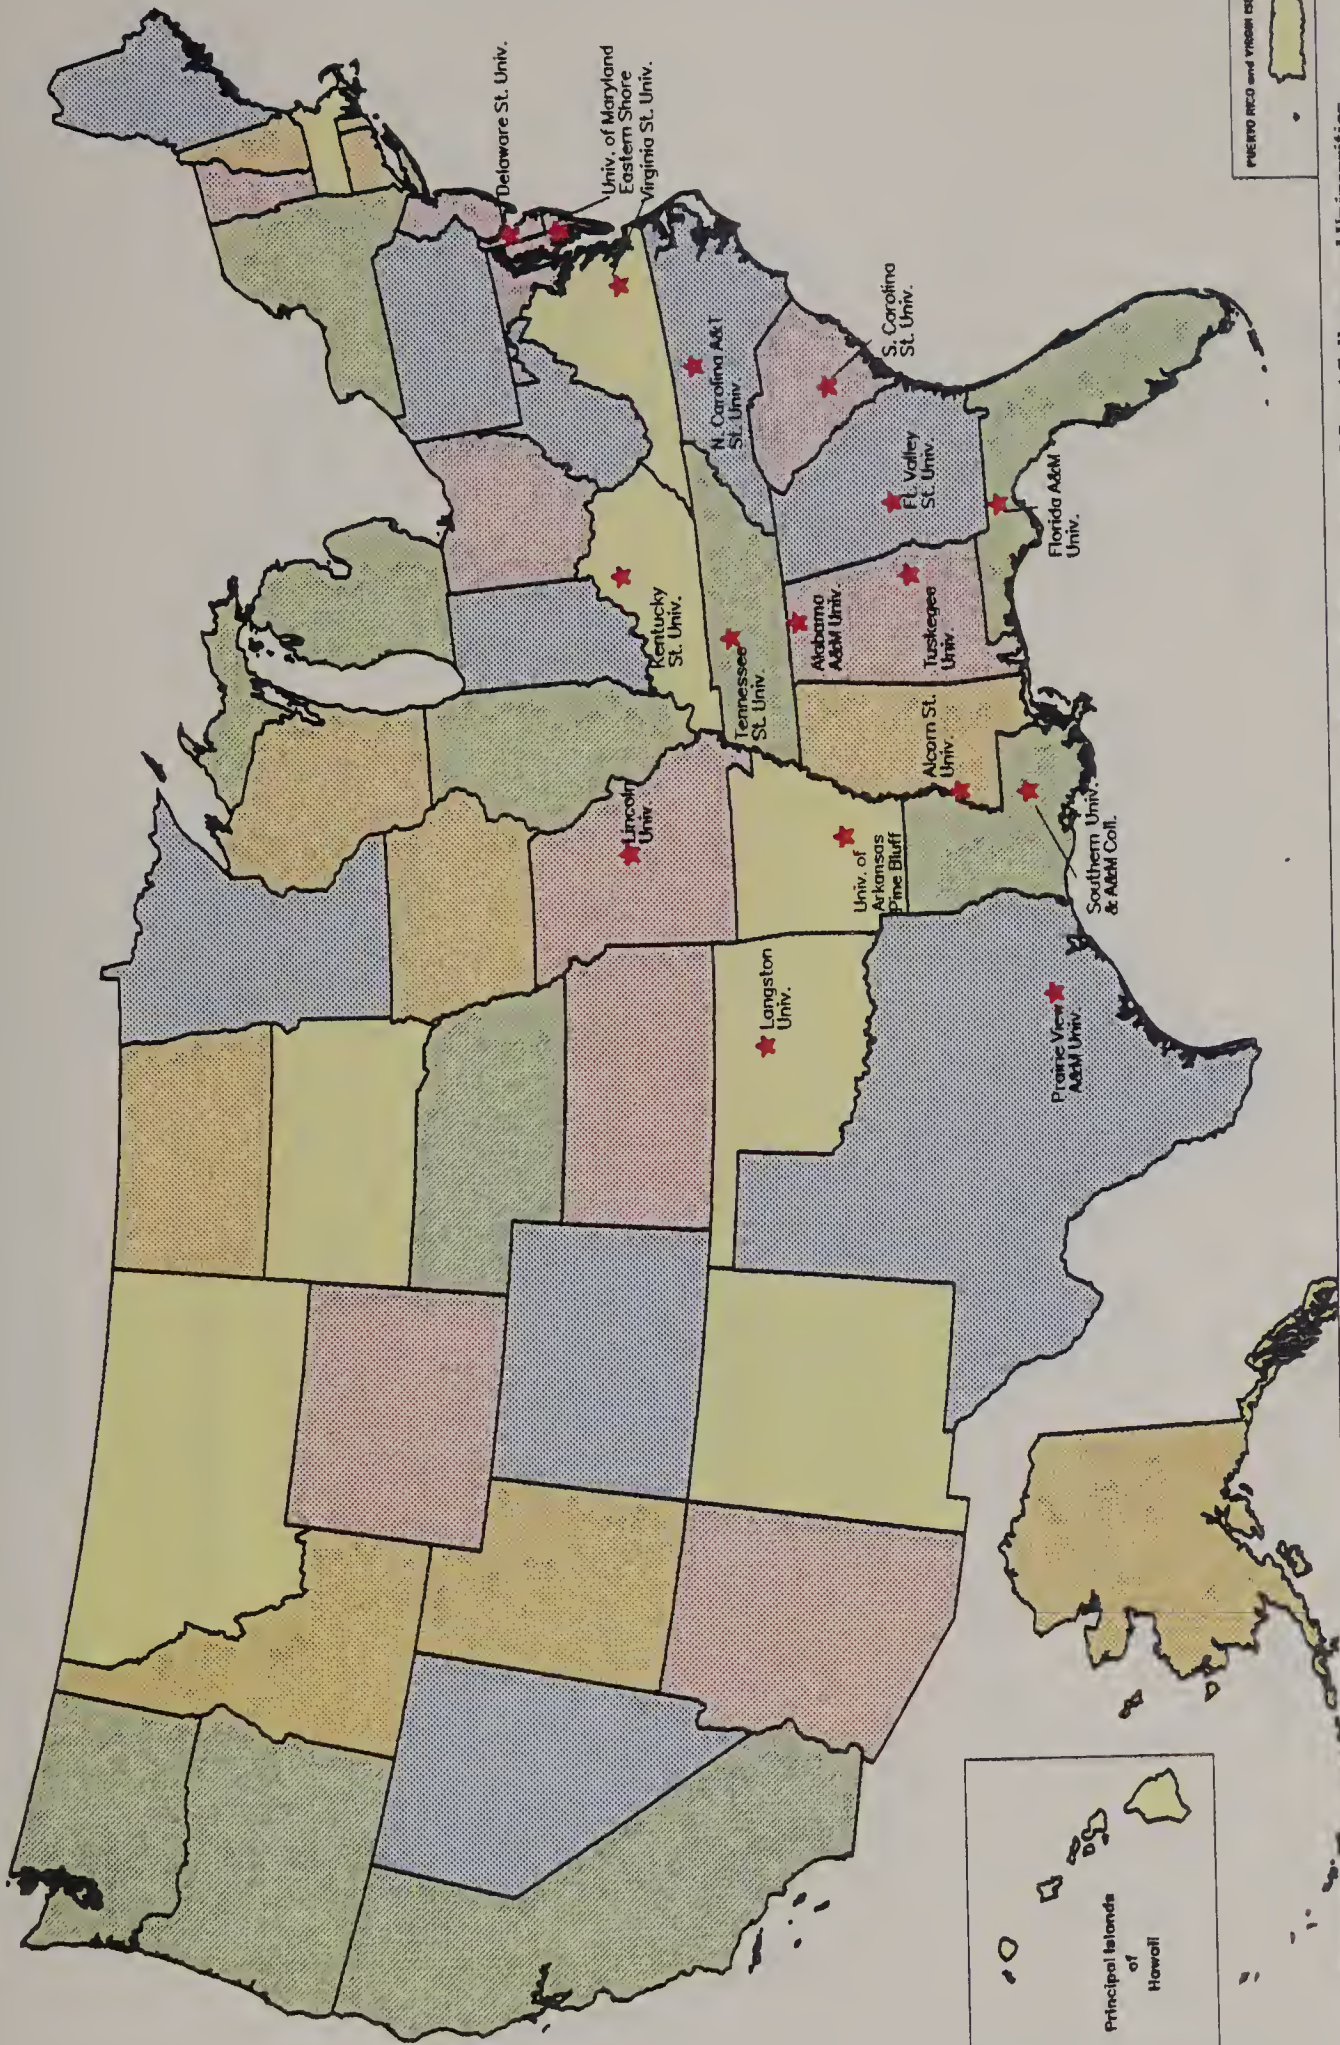 Delaware St. Univ.
Univ. of Maryland
Eastern Shore
Virginia St. Univ.
N. Carolina A&T
St. Univ.
S. Carolina
St. Univ.
Ft. Valley
St. Univ.
Florida A&M
Univ.
Kentucky
St. Univ.
Tennessee
St. Univ.
Alabama
A&M Univ.
Tuskegee
Univ.
Alcorn St.
Univ.
Lincoln
Univ.
Univ. of
Arkansas
Pine Bluff
Southern Univ.
& A&M Coll.
Langston
Univ.
Prairie View
A&M Univ.
Principal Islands
of
Hawaii
PUERTO RICO and VIRGIN